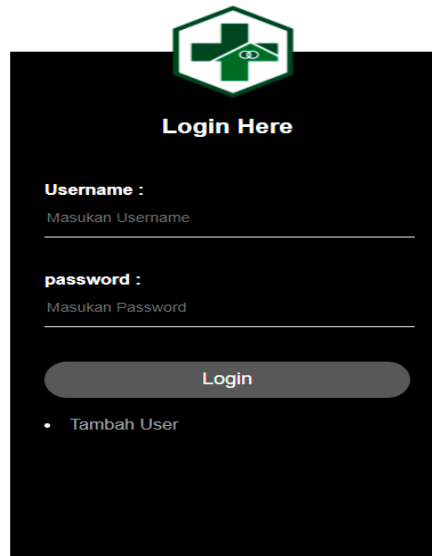 Login Here
Username :
Masukan Username
password :
Masukan Password
Login
Tambah User